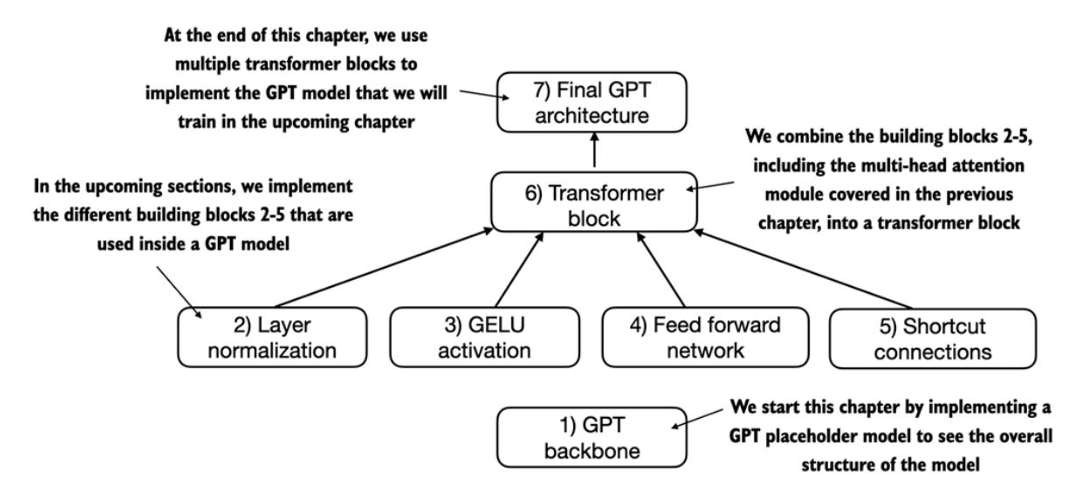 At the end of this chapter, we use
multiple transformer blocks to
implement the GPT model that we will
train in the upcoming chapter
7) Final GPT
architecture
We combine the building blocks 2-5,
including the multi-head attention
module covered in the previous
chapter, into a transformer block
In the upcoming sections, we implement
the different building blocks 2-5 that are
used inside a GPT model
6) Transformer
block
2) Layer
normalization
3) GELU
activation
4) Feed forward
network
5) Shortcut
connections
1) GPT
backbone
We start this chapter by implementing a
GPT placeholder model to see the overall
structure of the model